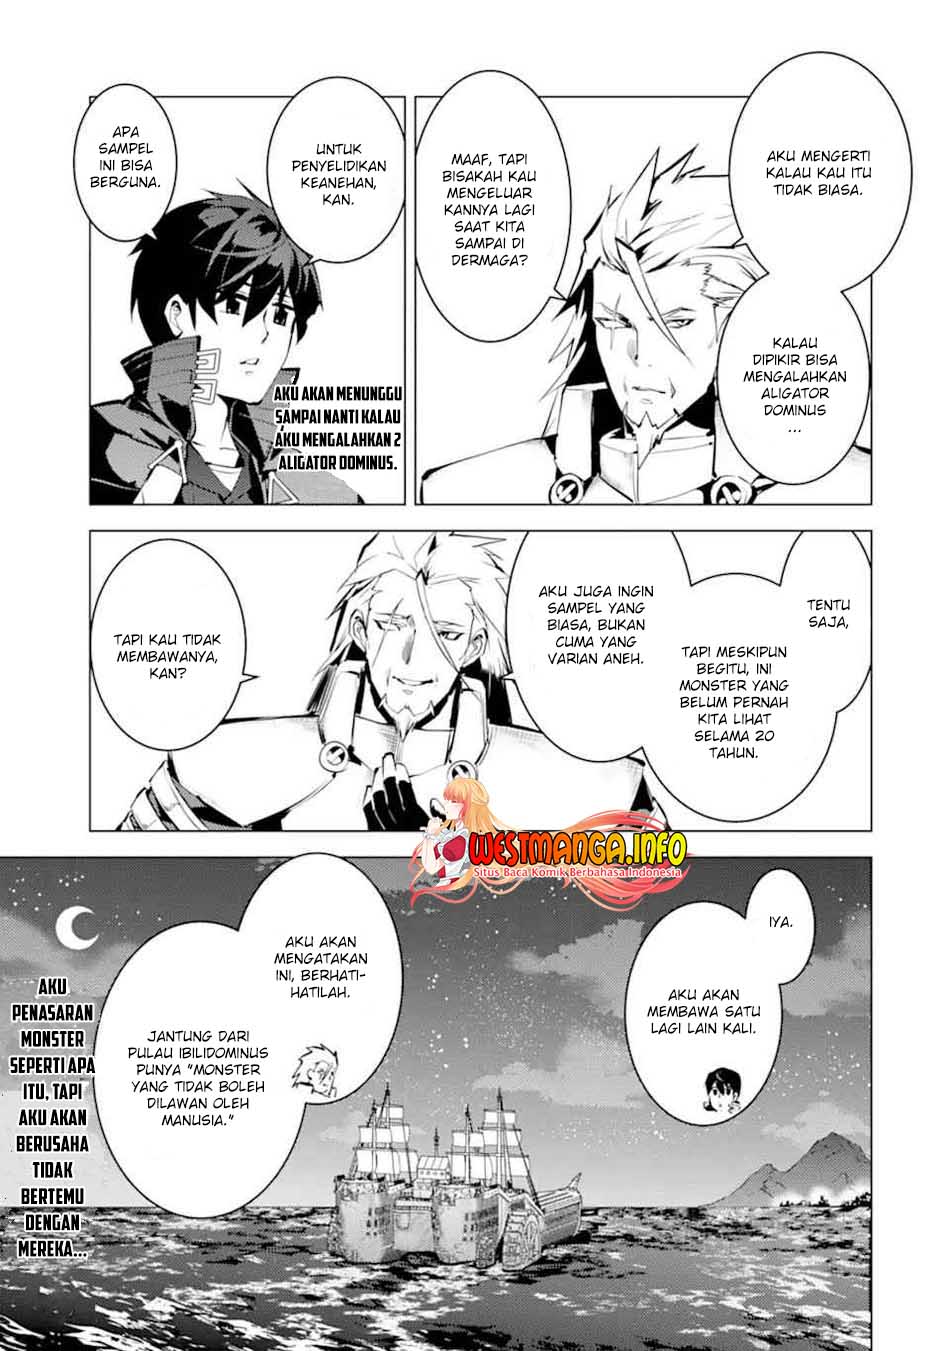 AKU MENGERTI
KALAU KAU ITU
TIDAK BIASA.
KALAU
DIPIKIR BISA
MENGALAHKAN
ALIGATOR
DOMINUS
...
MAAF, TAPI
BISAKAH KAU
MENGELUAR
KANNYA LAGI
SAAT KITA
SAMPAI DI
DERMAGA?
UNTUK
PENYELIDIKAN
KEANEHAN,
KAN.
APA
SAMPEL
INI BISA
BERGUNA.
AKU AKAN MENUNGGU
SAMPAI NANTI KALAU
AKU MENGALAHKAN 2
ALIGATOR DOMINUS.
TENTU
SAJA,
TAPI MESKIPUN
BEGITU, INI
MONSTER YANG
BELUM PERNAH
KITA LIHAT
SELAMA 20
TAHUN.
AKU JUGA INGIN
SAMPEL YANG
BIASA, BUKAN
CUMA YANG
VARIAN ANEH.
TAPI KAU TIDAK
MEMBAWANYA,
KAN?
WESTMANGA.INFO
Situs Baca Komik Berbahasa Indonesia
IYA.
AKU AKAN
MEMBAWA SATU
LAGI LAIN KALI.
AKU AKAN
MENGATAKAN
INI, BERHATI-
HATILAH.
JANTUNG DARI
PULAU IBILIDOMINUS
PUNYA "MONSTER
YANG TIDAK BOLEH
DILAWAN OLEH
MANUSIA."
AKU
PENASARAN
MONSTER
SEPERTI APA
ITU, TAPI
AKU AKAN
BERUSAHA
TIDAK
BERTEMU
DENGAN
MEREKA...